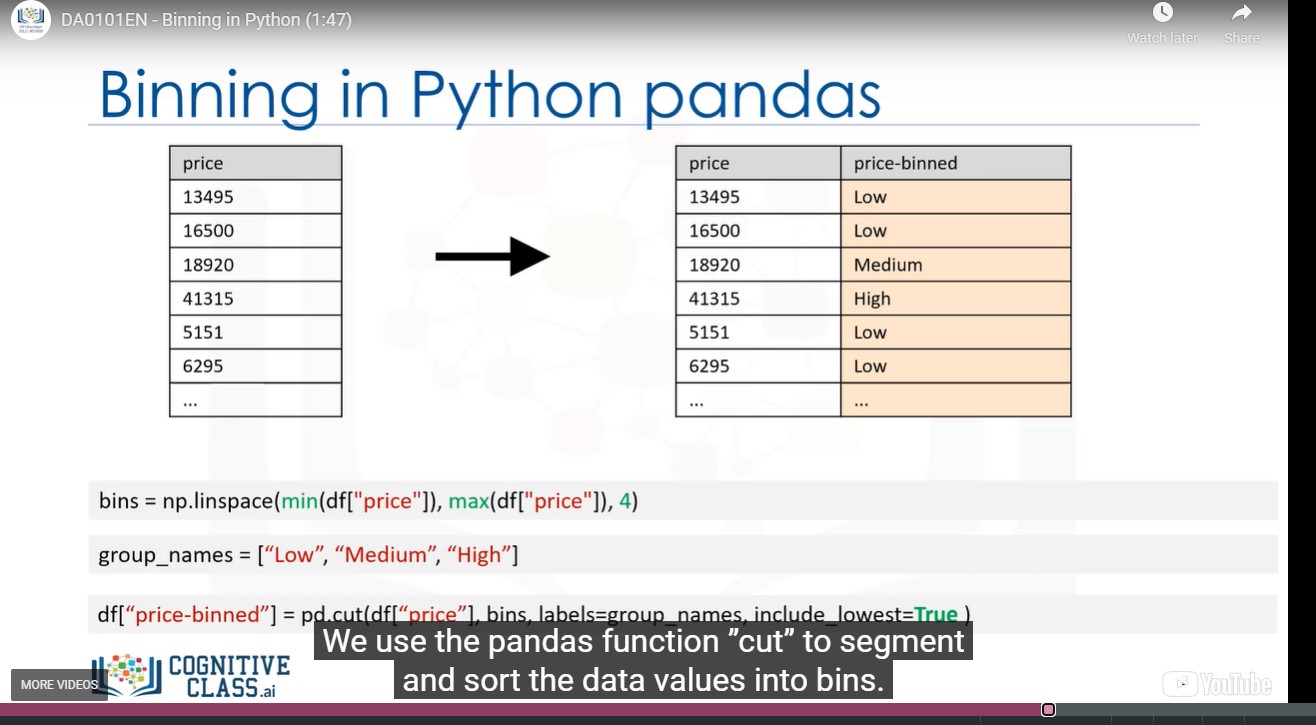 DA0101EN - Binning in Python (1:47)
Watch later
Share
Binning in Python pandas
price
13495
16500
18920
41315
5151
6295
...
price price-binned
13495 Low
16500 Low
18920 Medium
41315 High
5151 Low
6295 Low
... ...
bins = np.linspace(min(df["price"]), max(df["price"]), 4)
group_names = [“Low”, “Medium”, “High”]
df[“price-binned”] = pd.cut(df[“price”], bins, labels=group_names, include_lowest=True )
We use the pandas function ”cut” to segment
and sort the data values into bins.
COGNITIVE
CLASS.ai
MORE VIDEOS
YouTube